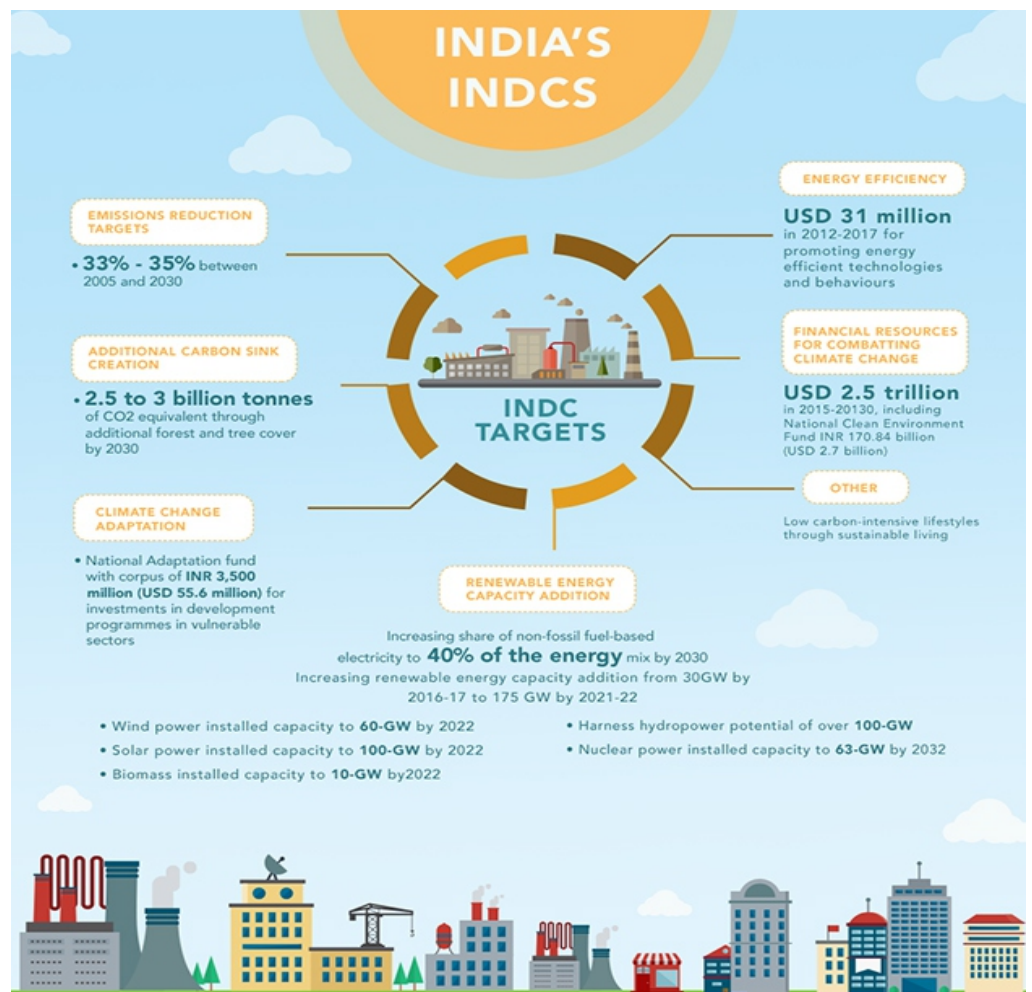 INDIA'S
INDCS
EMISSIONS REDUCTION
TARGETS
• 33% - 35% between
2005 and 2030
ADDITIONAL CARBON SINK
CREATION
• 2.5 to 3 billion tonnes
of CO2 equivalent through
additional forest and tree cover
by 2030
CLIMATE CHANGE
ADAPTATION
• National Adaptation fund
with corpus of INR 3,500
million (USD 55.6 million) for
investments in development
programmes in vulnerable
sectors
INDC
TARGETS
ENERGY EFFICIENCY
USD 31 million
in 2012-2017 for
promoting energy
efficient technologies
and behaviours
FINANCIAL RESOURCES
FOR COMBATTING
CLIMATE CHANGE
USD 2.5 trillion
in 2015-20130, including
National Clean Environment
Fund INR 170.84 billion
(USD 2.7 billion)
OTHER
Low carbon-intensive lifestyles
through sustainable living
RENEWABLE ENERGY
CAPACITY ADDITION
Increasing share of non-fossil fuel-based
electricity to 40% of the energy mix by 2030
Increasing renewable energy capacity addition from 30GW by
2016-17 to 175 GW by 2021-22
• Wind power installed capacity to 60-GW by 2022
• Solar power installed capacity to 100-GW by 2022
• Biomass installed capacity to 10-GW by2022
• Harness hydropower potential of over 100-GW
• Nuclear power installed capacity to 63-GW by 2032